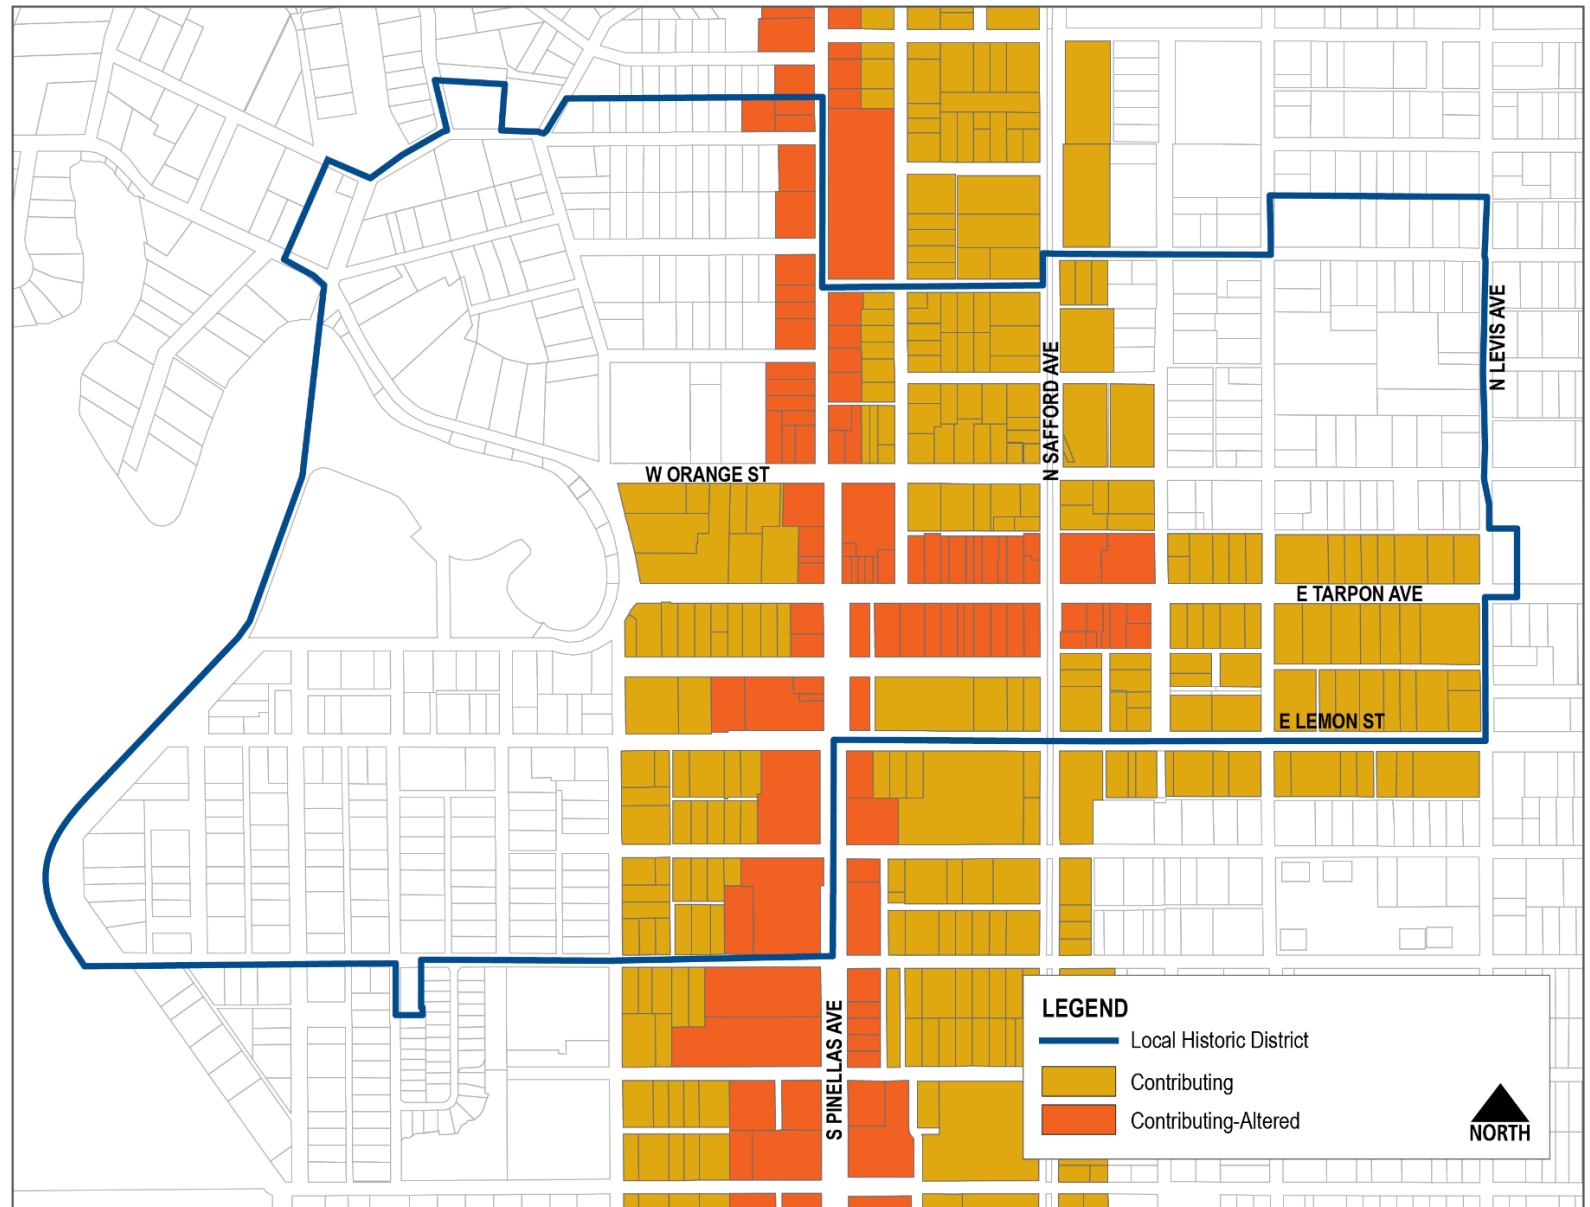 N LEVIS AVE
N SAFFORD AVE
W ORANGE ST
E TARPON AVE
E LEMON ST
S PINELLAS AVE
LEGEND
Local Historic District
Contributing
Contributing-Altered
NORTH